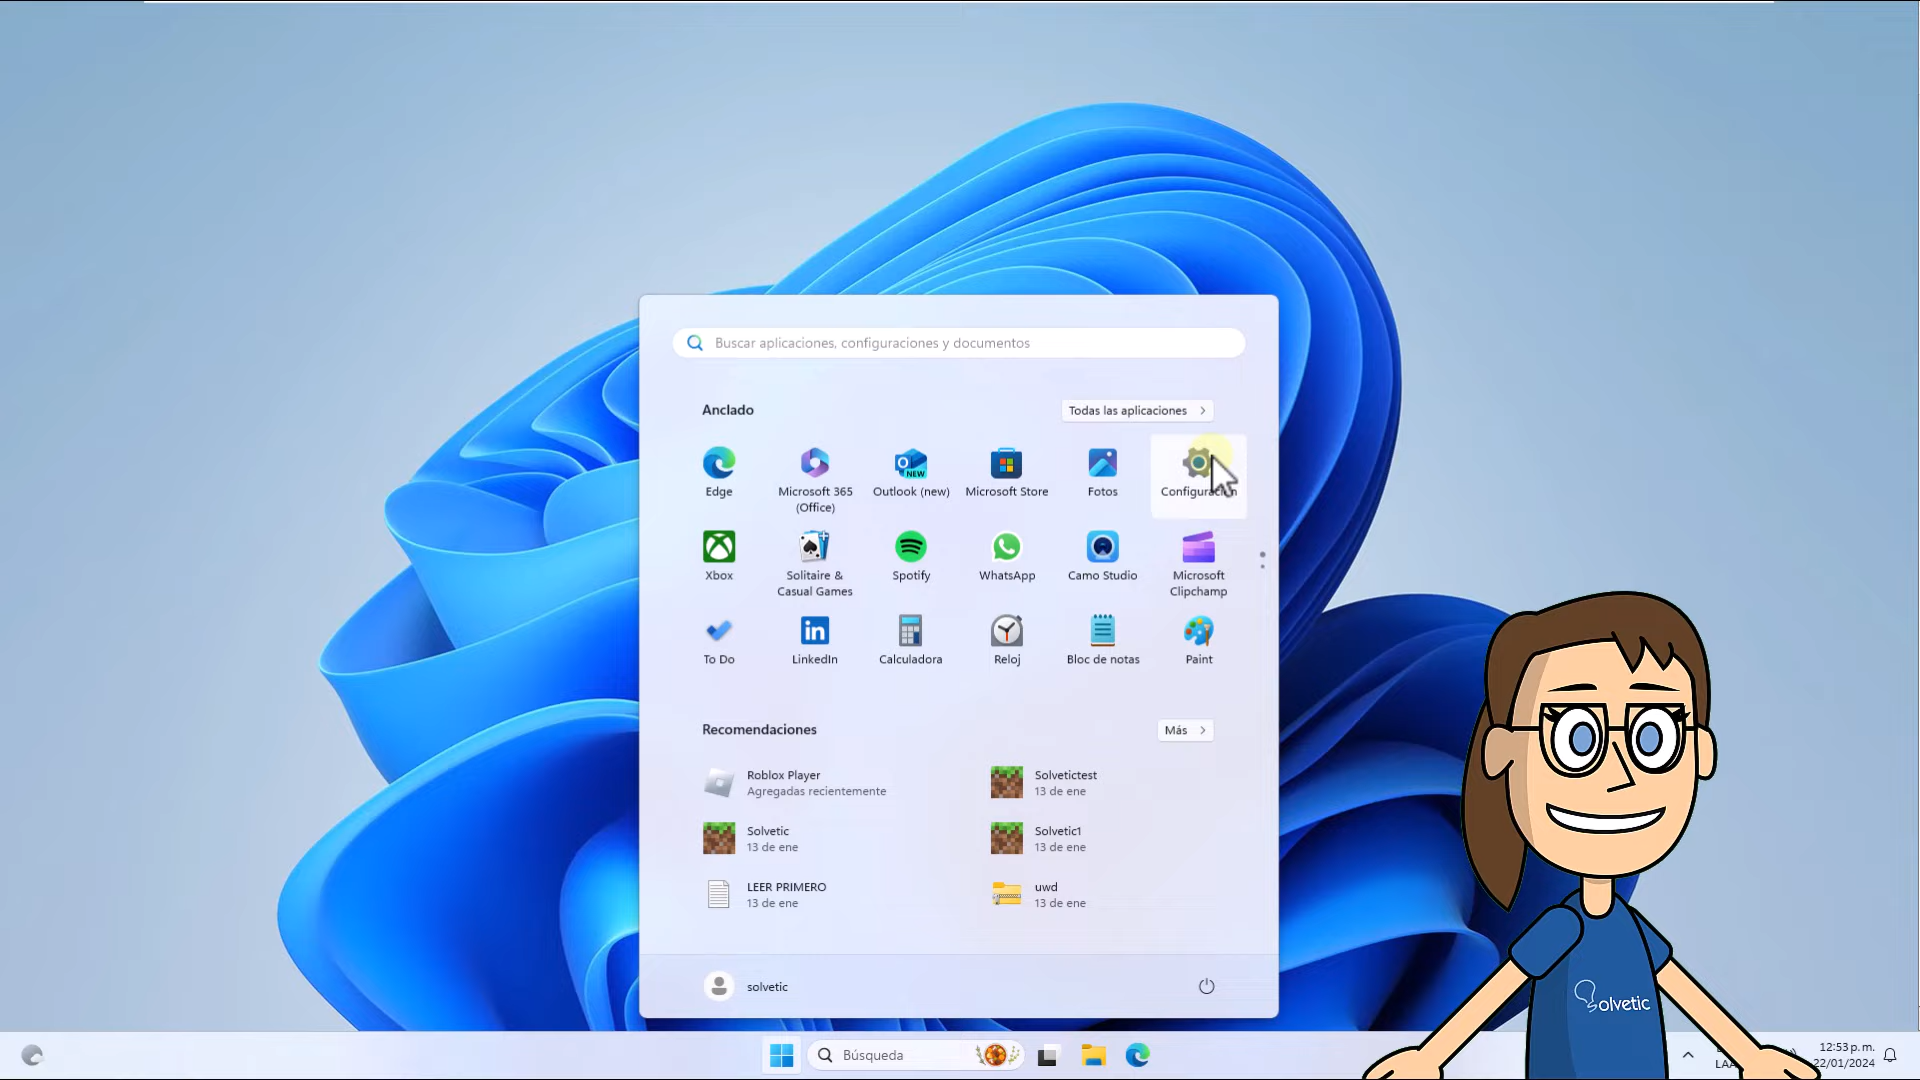 Buscar aplicaciones, configuraciones y documentos
Anclado
Todas las aplicaciones
Edge
Microsoft 365
(Office)
Outlook (new)
Microsoft Store
Fotos
Xbox
Solitaire &
Casual Games
Spotify
WhatsApp
Camo Studio
Microsoft
Clipchamp
To Do
LinkedIn
Calculadora
Reloj
Bloc de notas
Paint
Recomendaciones
Más
Roblox Player
Agregadas recientemente
Solvetictest
13 de ene
Solvetic
13 de ene
Solvetic1
13 de ene
LEER PRIMERO
13 de ene
uwd
13 de ene
solvetic
Solvetic
Búsqueda
12:53 p.m.
22/01/2024